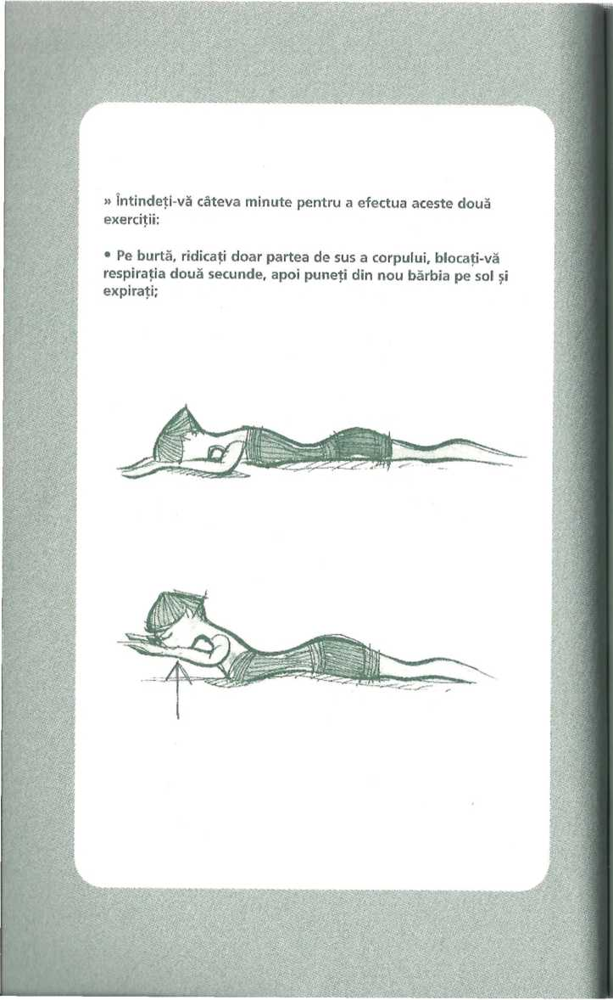 » Întindeți-vă câteva minute pentru a efectua aceste două
exerciții:
• Pe burtă, ridicați doar partea de sus a corpului, blocați-vă
respirația două secunde, apoi puneți din nou bărbia pe sol și
expirați;